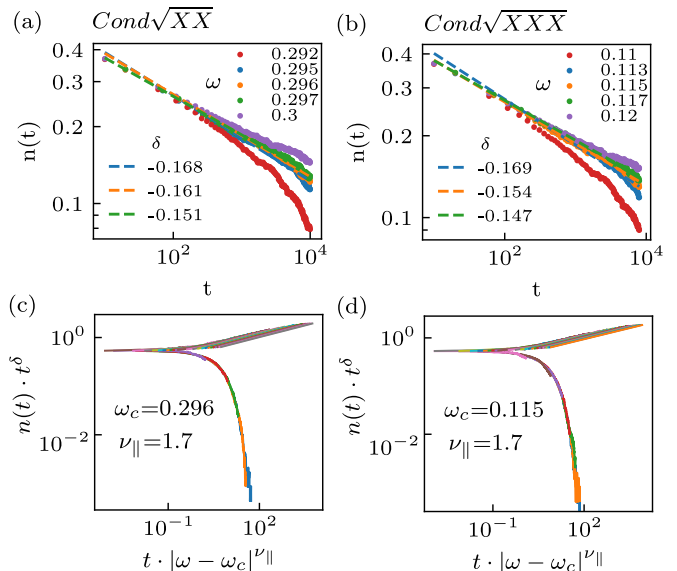 (a)
Cond√XX
n(t)
0.4
0.3
0.2
0.1
ω
0.292
0.295
0.296
0.297
0.3
δ
-0.168
-0.161
-0.151
10²
10⁴
t
(b)
Cond√XXX
n(t)
0.4
0.3
0.2
0.1
ω
0.11
0.113
0.115
0.117
0.12
δ
-0.169
-0.154
-0.147
10²
10⁴
t
(c)
n(t) · t^δ
10⁰
10⁻²
ω_c=0.296
ν_∥=1.7
10⁻¹
10²
t · |ω − ω_c|^ν_∥
(d)
n(t) · t^δ
10⁰
10⁻²
ω_c=0.115
ν_∥=1.7
10⁻¹
10²
t · |ω − ω_c|^ν_∥